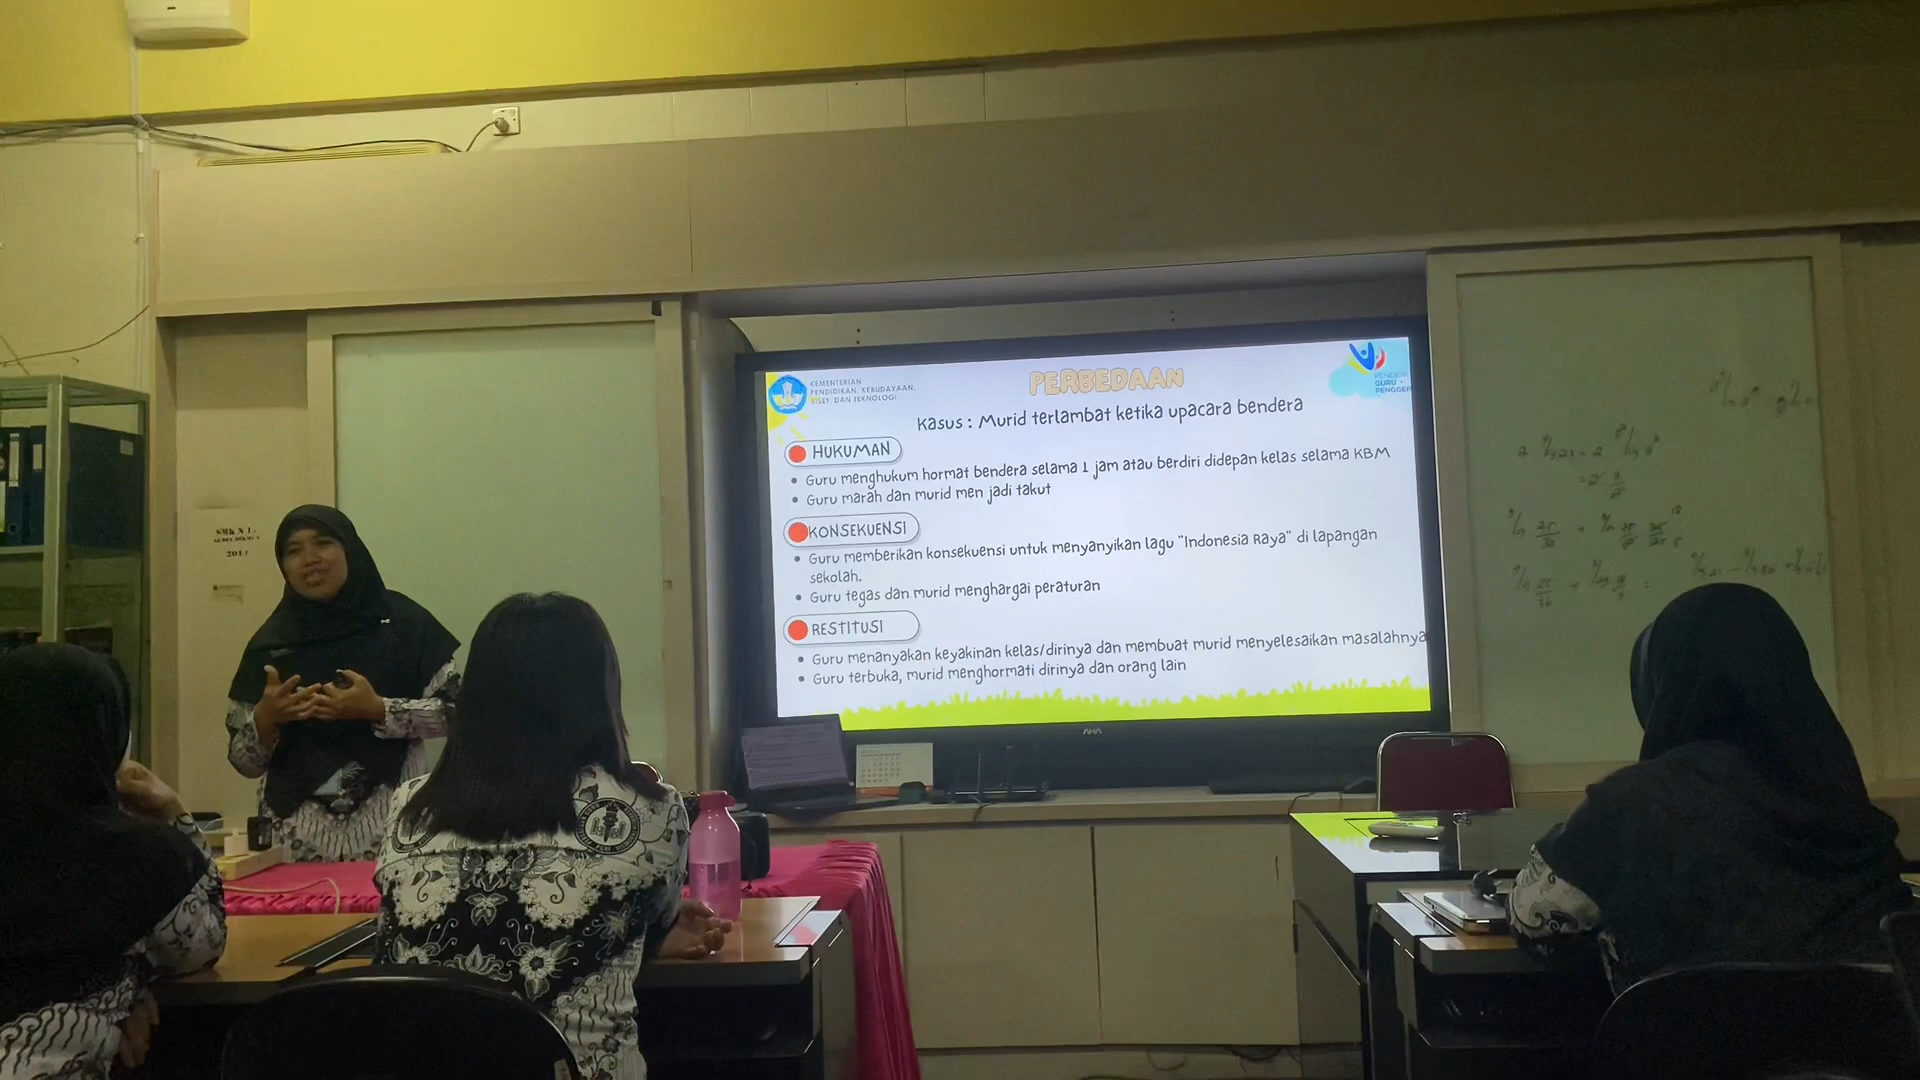 KEMENTERIAN
PENDIDIKAN, KEBUDAYAAN,
RISET, DAN TEKNOLOGI
PERBEDAAN
GURU
Kasus : Murid terlambat ketika upacara bendera
HUKUMAN
• Guru menghukum hormat bendera selama 1 jam atau berdiri didepan kelas selama KBM
• Guru marah dan murid men jadi takut
KONSEKUENSI
• Guru memberikan konsekuensi untuk menyanyikan lagu "Indonesia Raya" di lapangan
sekolah.
• Guru tegas dan murid menghargai peraturan
RESTITUSI
• Guru menanyakan keyakinan kelas/dirinya dan membuat murid menyelesaikan masalahnya
• Guru terbuka, murid menghormati dirinya dan orang lain
AHA
SMK N 1